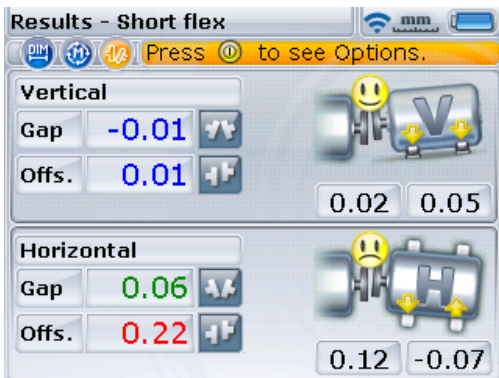 Results - Short flex
mm
DIM M Press to see Options.
Vertical
Gap -0.01
Offs. 0.01
V
0.02 0.05
Horizontal
Gap 0.06
Offs. 0.22
H
0.12 -0.07